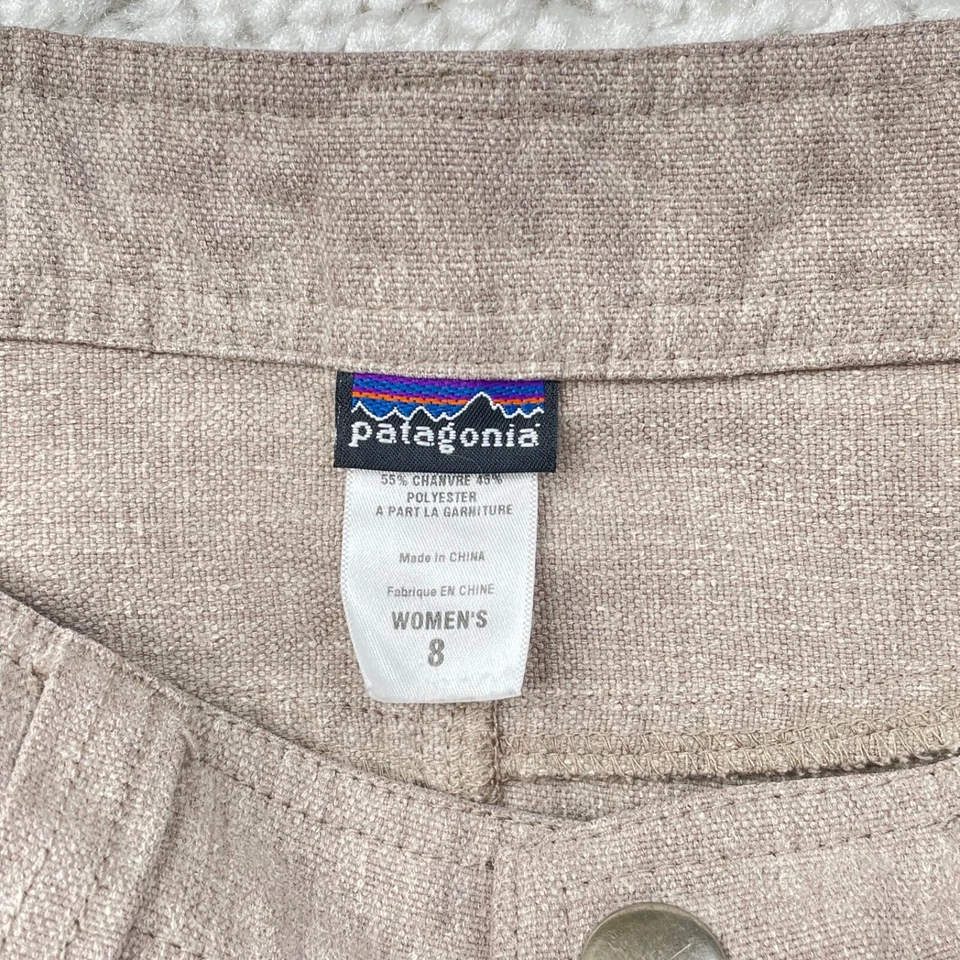 patagonia
55% CHANVRE 45%
POLYESTER
A PART LA GARNITURE
Made in CHINA
Fabrique EN CHINE
WOMEN'S
8